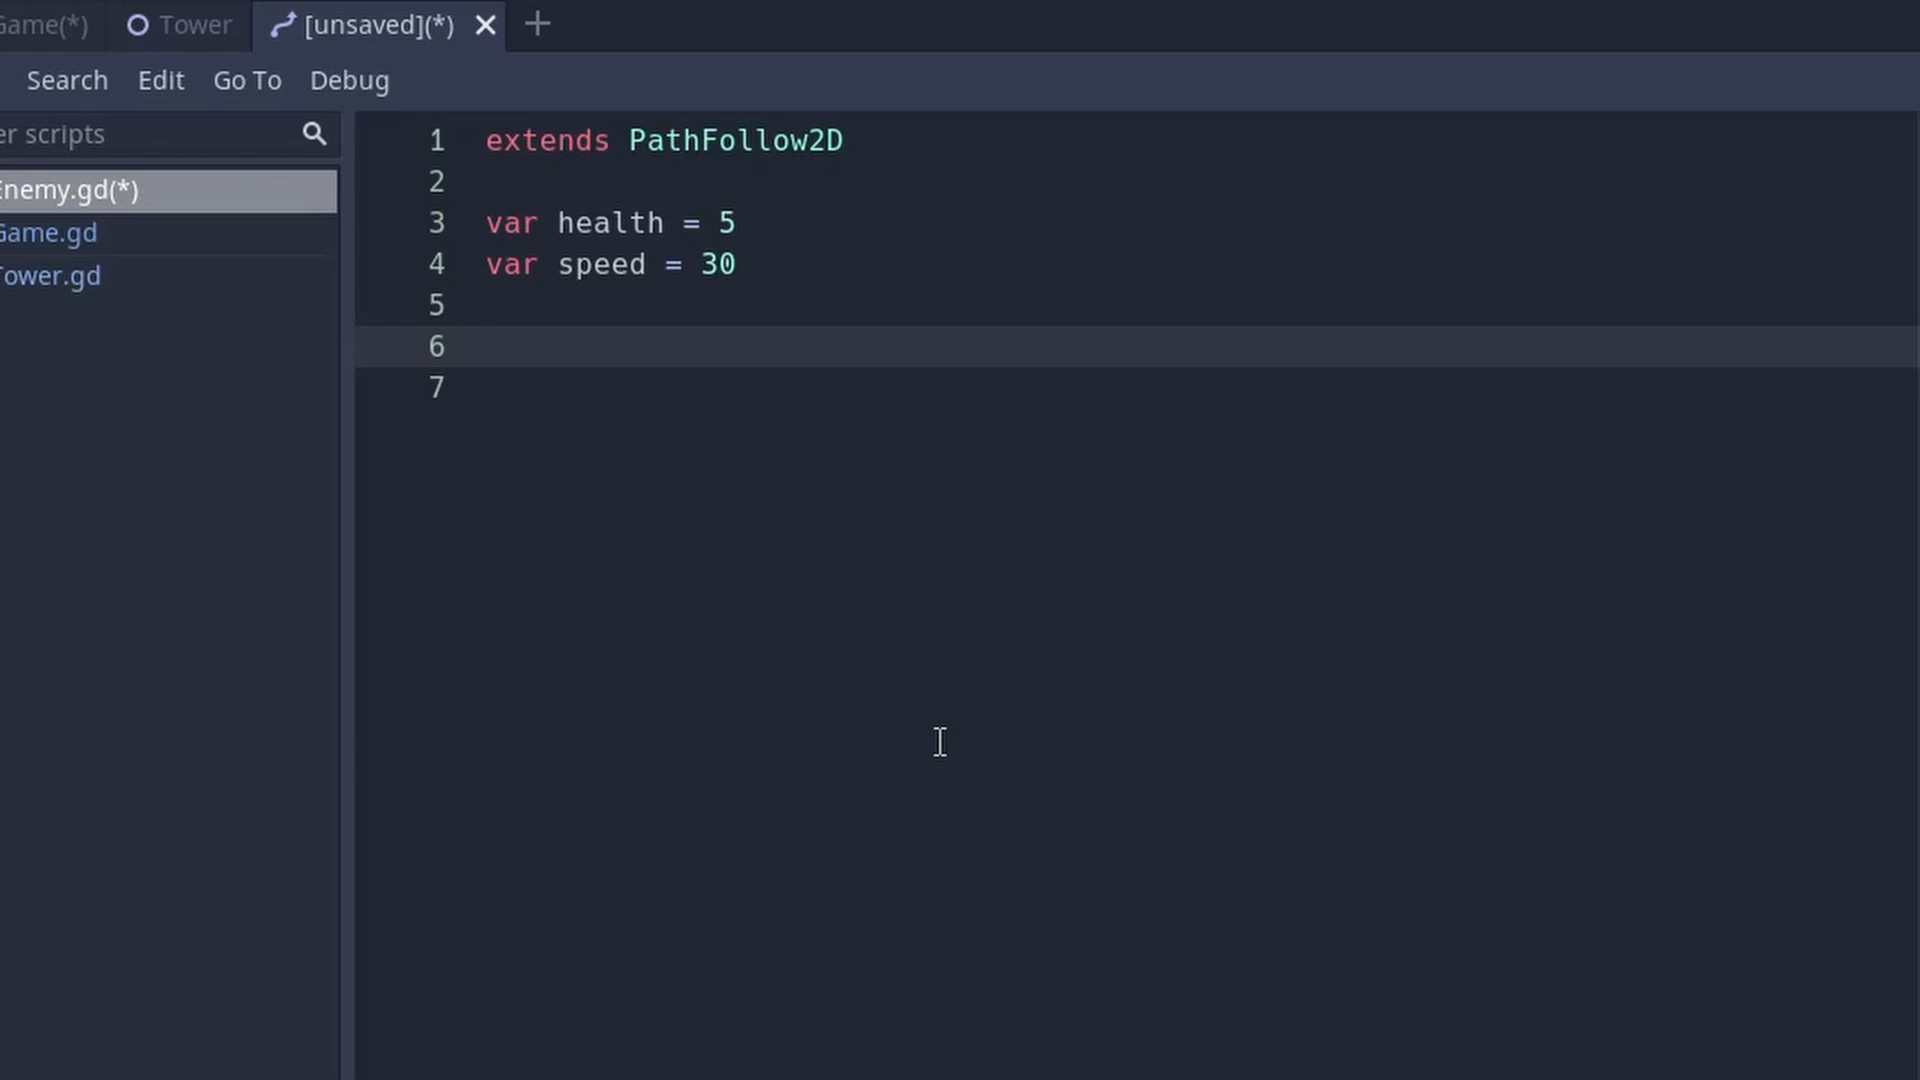 Game(*) Tower [unsaved](*)
Search Edit Go To Debug
er scripts
Enemy.gd(*)
Game.gd
Tower.gd
1 extends PathFollow2D
2
3 var health = 5
4 var speed = 30
5
6
7